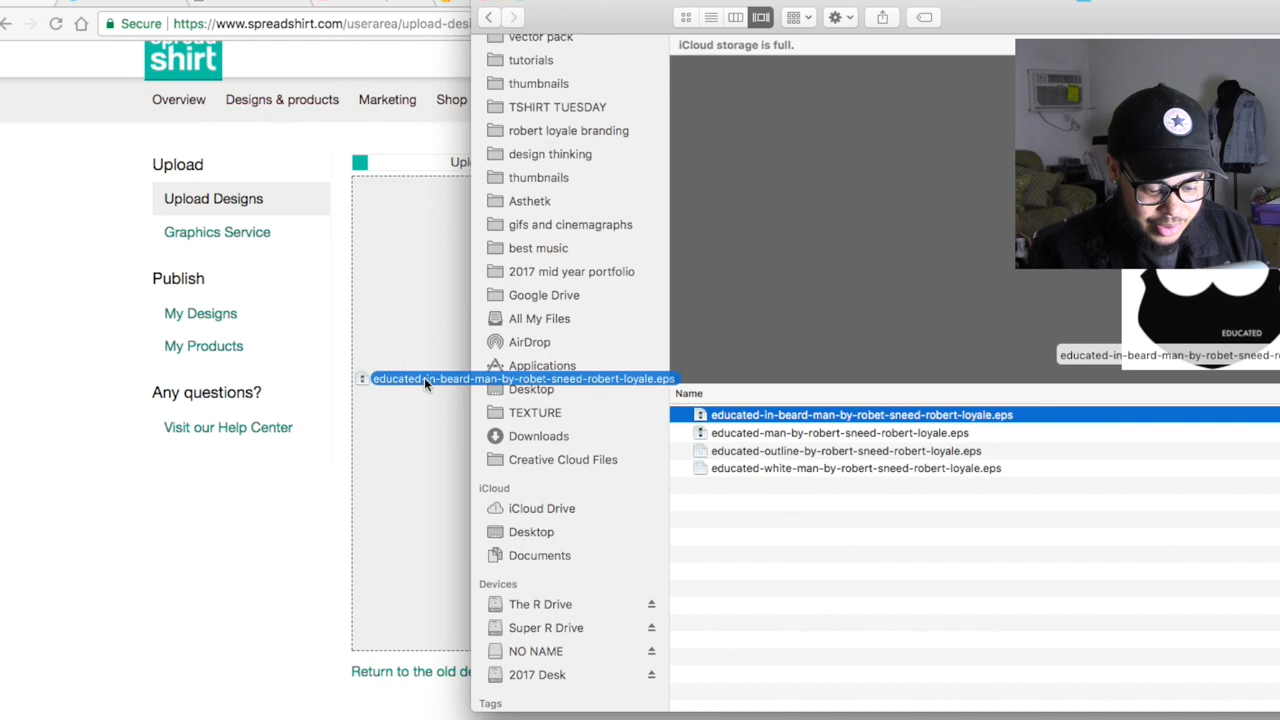 Secure
https://www.spreadshirt.com/userarea/upload-desi
shirt
Overview
Designs & products
Marketing
Shop
Upload
Upload Designs
Graphics Service
Publish
My Designs
My Products
Any questions?
Visit our Help Center
educated-in-beard-man-by-robet-sneed-robert-loyale.eps
Return to the old de
vector pack
tutorials
thumbnails
TSHIRT TUESDAY
robert loyale branding
design thinking
thumbnails
Asthetk
gifs and cinemagraphs
best music
2017 mid year portfolio
Google Drive
All My Files
AirDrop
Applications
Desktop
TEXTURE
Downloads
Creative Cloud Files
iCloud
iCloud Drive
Desktop
Documents
Devices
The R Drive
Super R Drive
NO NAME
2017 Desk
Tags
iCloud storage is full.
EDUCATED
educated-in-beard-man-by-robet-sneed-ro
Name
educated-in-beard-man-by-robet-sneed-robert-loyale.eps
educated-man-by-robert-sneed-robert-loyale.eps
educated-outline-by-robert-sneed-robert-loyale.eps
educated-white-man-by-robert-sneed-robert-loyale.eps